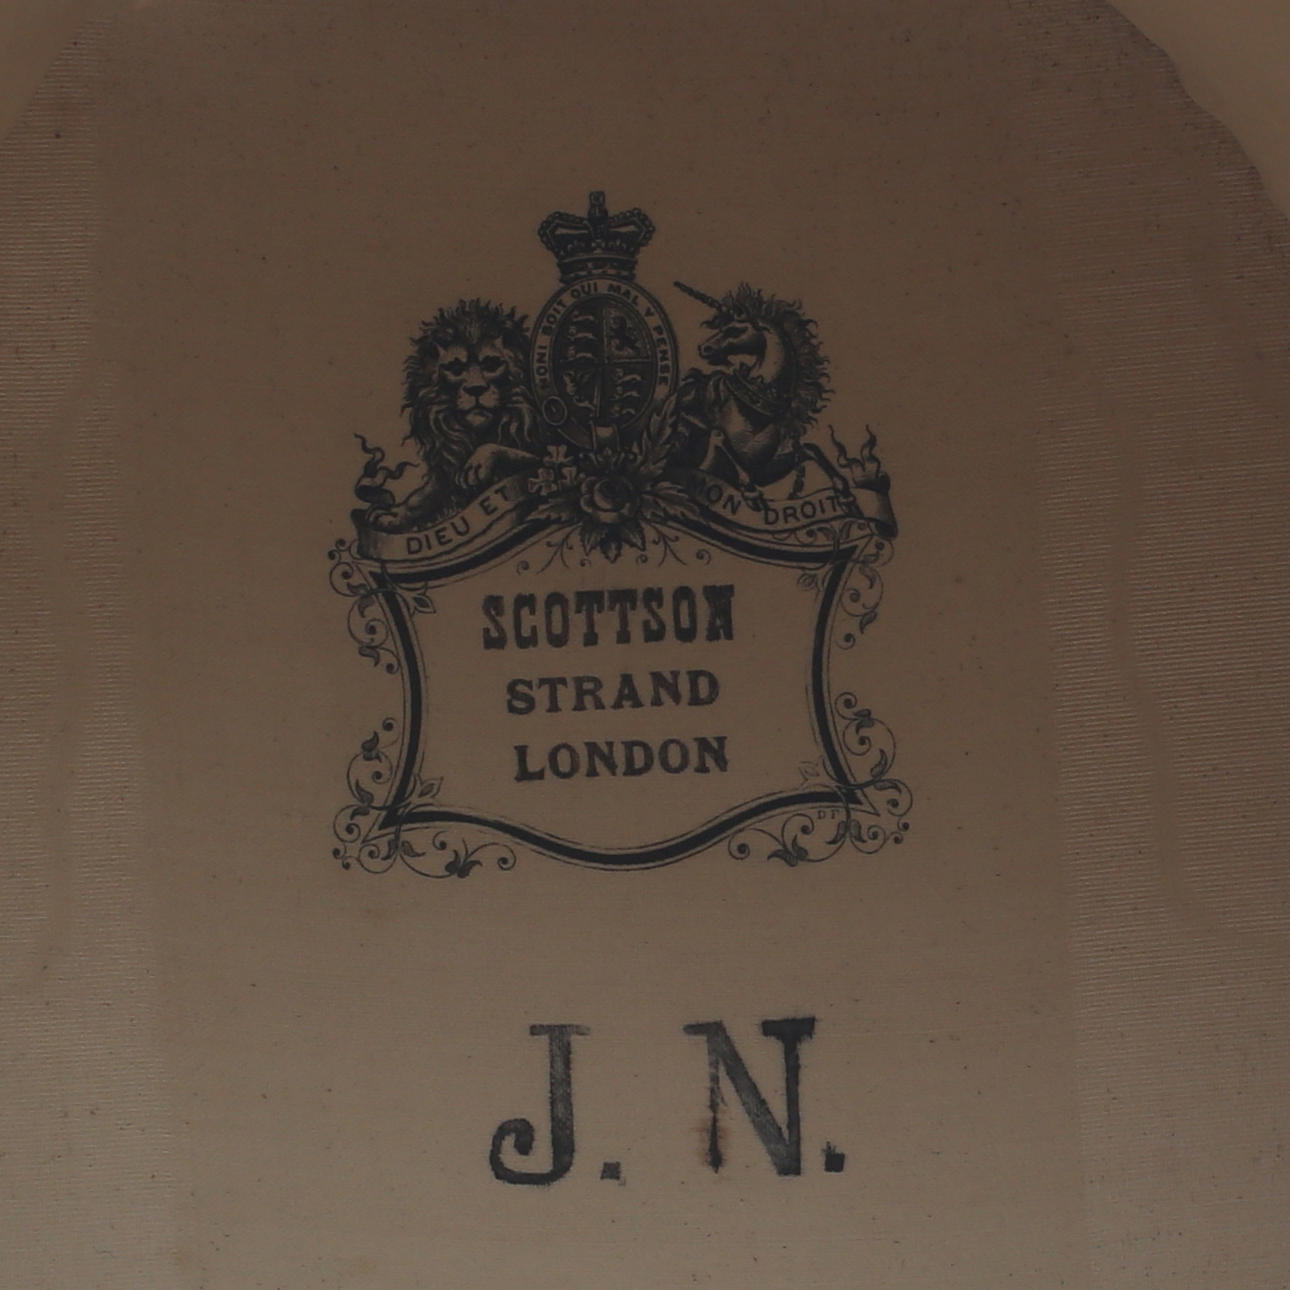 HONI SOIT QUI MAL Y PENSE
DIEU ET MON DROIT
SCOTTSON
STRAND
LONDON
J. N.